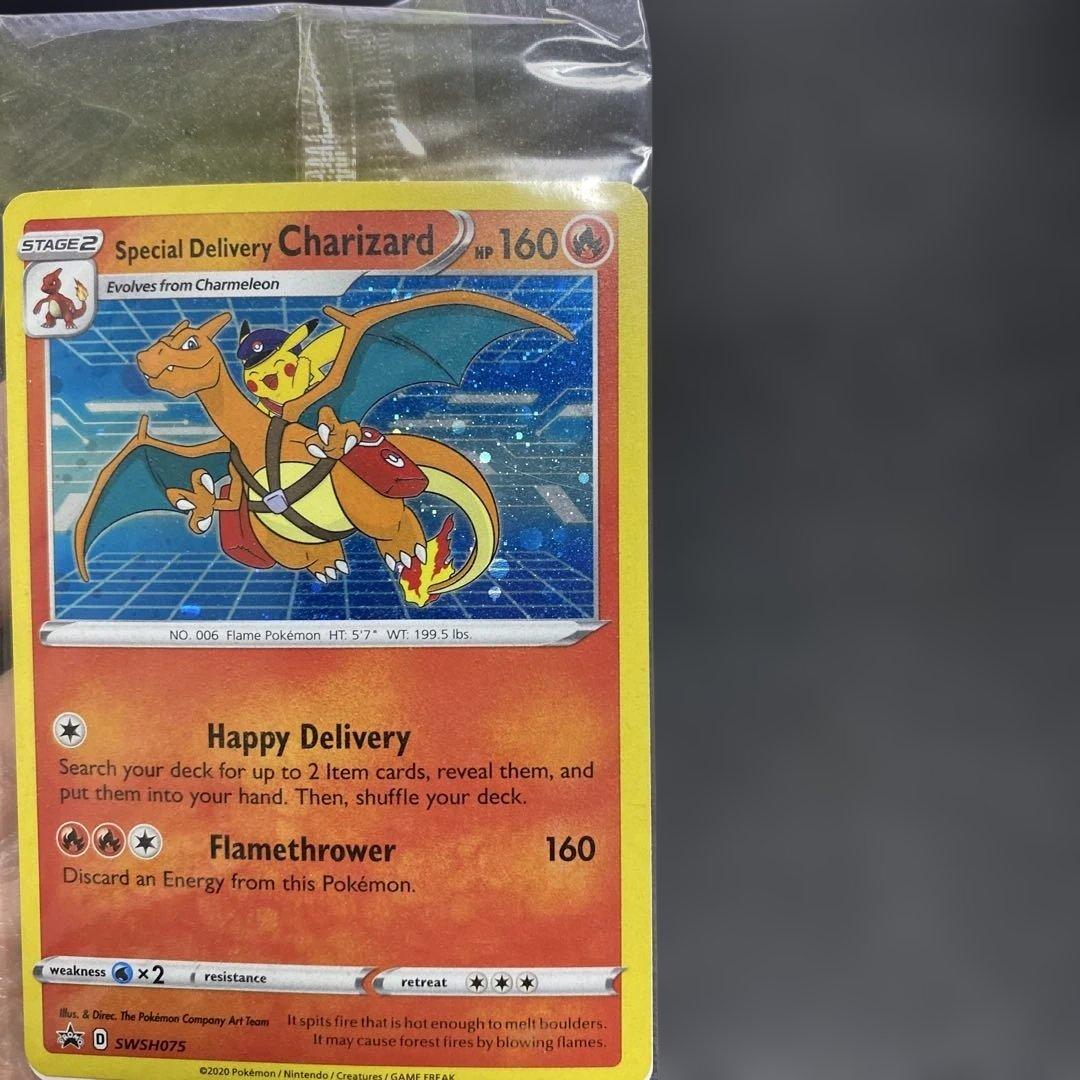 STAGE2
Special Delivery Charizard HP 160
Evolves from Charmeleon
NO. 006 Flame Pokémon HT: 5'7" WT: 199.5 lbs.
Happy Delivery
Search your deck for up to 2 Item cards, reveal them, and
put them into your hand. Then, shuffle your deck.
Flamethrower 160
Discard an Energy from this Pokémon.
weakness ×2 resistance retreat
Illus. & Direc. The Pokémon Company Art Team
It spits fire that is hot enough to melt boulders.
It may cause forest fires by blowing flames.
PROMO D SWSH075
©2020 Pokémon / Nintendo / Creatures / GAME FREAK